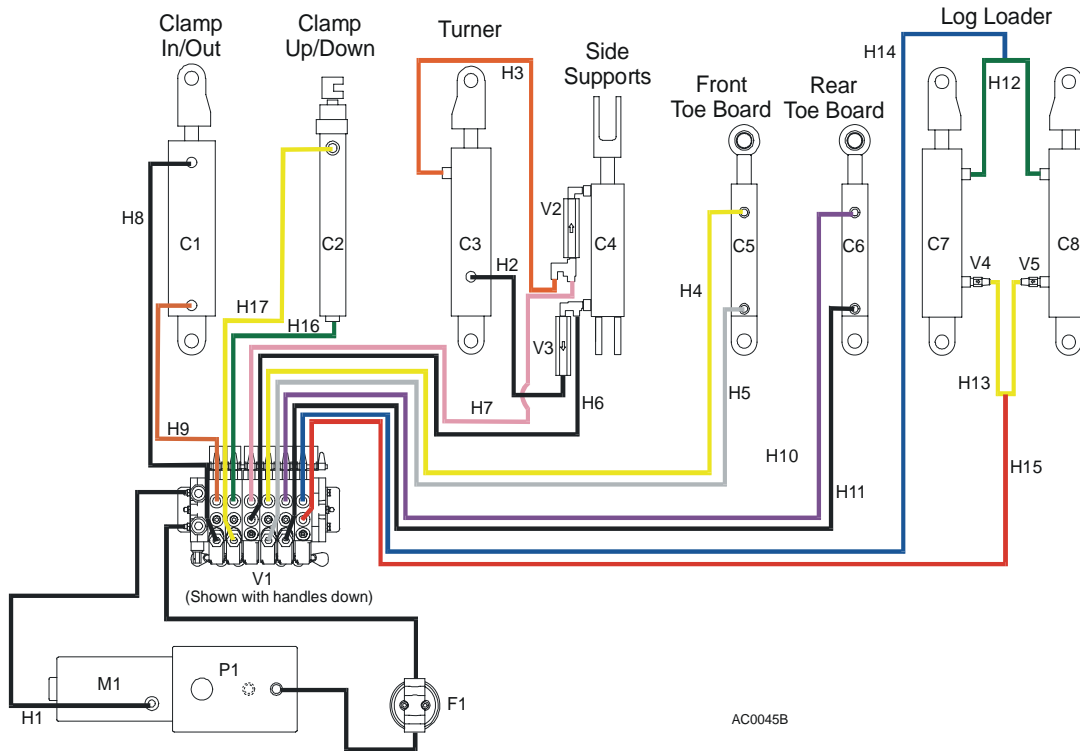 Clamp
In/Out
Clamp
Up/Down
Turner
Side
Supports
Front
Toe Board
Rear
Toe Board
Log Loader
H14
H3
H12
H8
V2
C1
C2
C3
C4
C5
C6
C7
C8
H2
V4
V5
H4
H17
H16
V3
H13
H5
H7
H6
H9
H10
H15
H11
V1
(Shown with handles down)
M1
P1
F1
H1
AC0045B